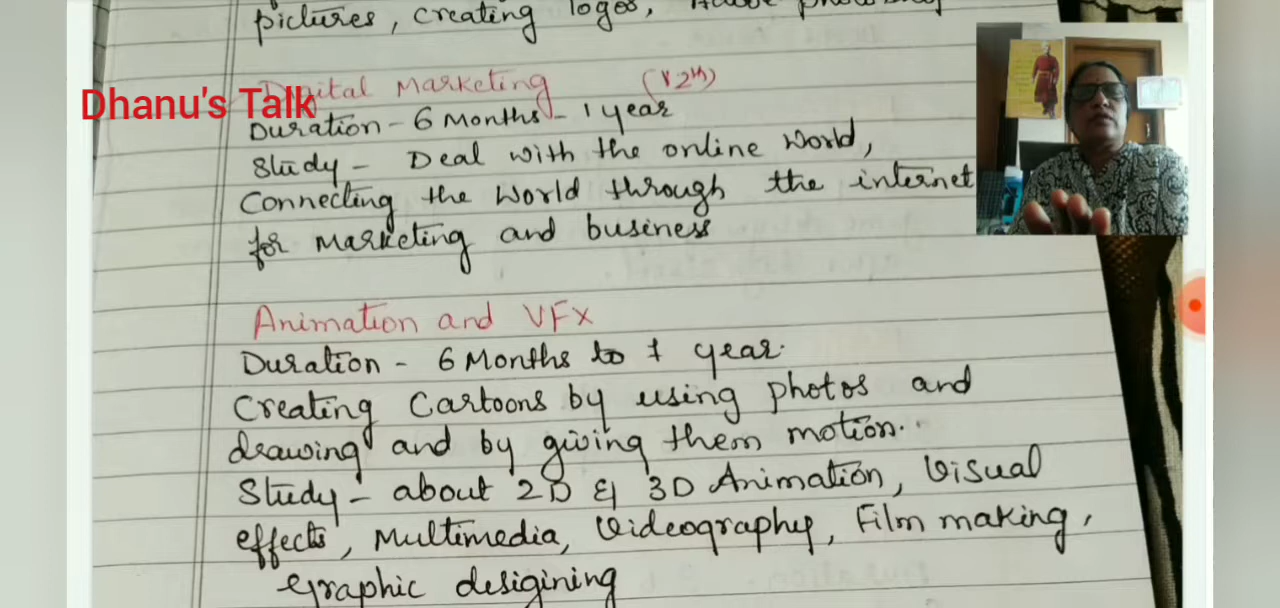 pictures, creating logos,
Digital Marketing (12th)
Dhanu's Talk
Duration - 6 Months - 1 year
Study - Deal with the online world,
Connecting the world through the internet
for marketing and business
Animation and VFX
Duration - 6 Months to 1 year.
Creating Cartoons by using photos and
drawing and by giving them motion.
Study - about 2D & 3D Animation, Visual
effects, Multimedia, Videography, Film making,
Graphic desigining